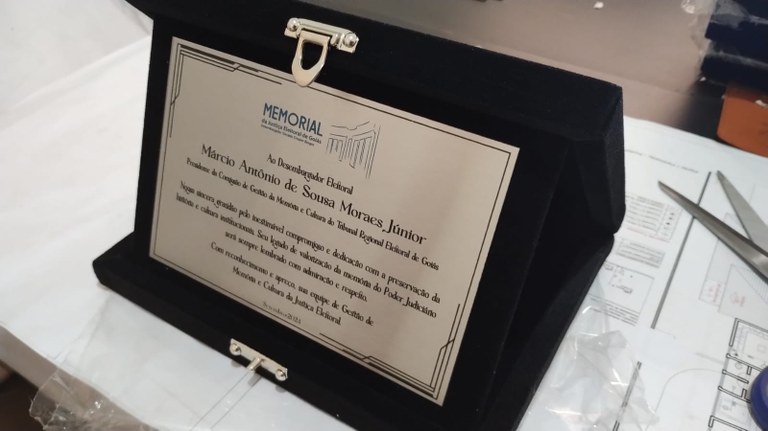 MEMORIAL
da Justiça Eleitoral de Goiás
Ao Desembargador Eleitoral
Márcio Antônio de Sousa Moraes Júnior
Presidente da Comissão de Gestão da Memória e Cultura do Tribunal Regional Eleitoral de Goiás
Nossa sincera gratidão pelo inestimável compromisso e dedicação com a preservação da
história e cultura institucionais. Seu legado de valorização da memória do Poder Judiciário
será sempre lembrado com admiração e respeito.
Com reconhecimento e apreço, sua equipe de Gestão de
Memória e Cultura da Justiça Eleitoral.